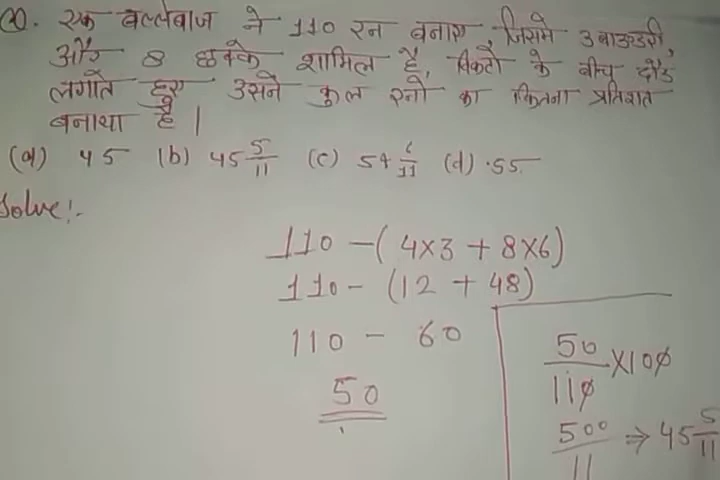 Q. एक बल्लेबाज ने 110 रन बनाए, जिसमे 3 बाऊन्डरी,
और 8 छक्के शामिल है, विकटो के बीच दौड़
लगाते हुए उसने कुल रनो का कितना प्रतिशत
बनाया है ।
(a) 45 (b) 45 5/11 (c) 54 6/11 (d) .55
Solve:-
110 - (4×3 + 8×6)
110 - (12 + 48)
110 - 60
50
50/110 × 100
500/11 ⇒ 45 5/11